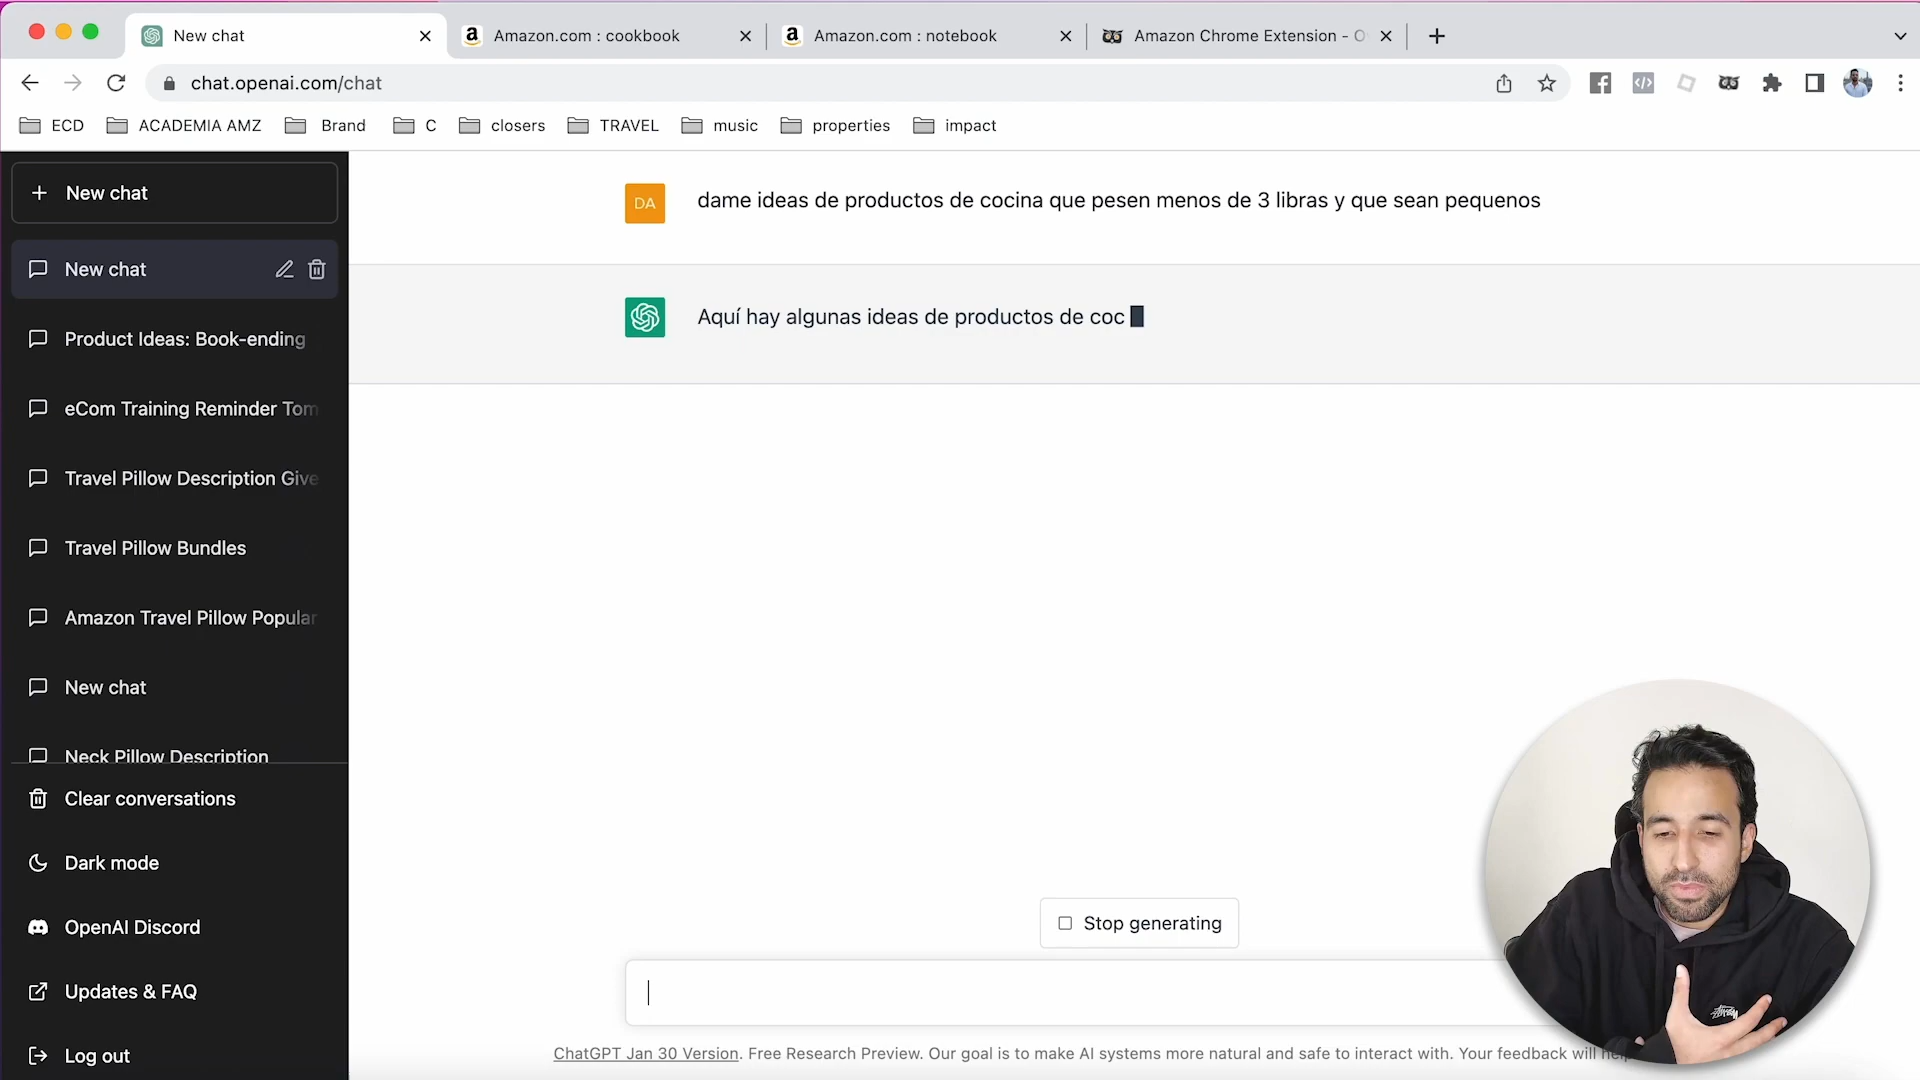 New chat
Amazon.com : cookbook
Amazon.com : notebook
Amazon Chrome Extension - O
chat.openai.com/chat
ECD
ACADEMIA AMZ
Brand
C
closers
TRAVEL
music
properties
impact
New chat
New chat
Product Ideas: Book-ending
eCom Training Reminder Tom
Travel Pillow Description Give
Travel Pillow Bundles
Amazon Travel Pillow Popular
New chat
Neck Pillow Description
Clear conversations
Dark mode
OpenAI Discord
Updates & FAQ
Log out
DA
dame ideas de productos de cocina que pesen menos de 3 libras y que sean pequenos
Aquí hay algunas ideas de productos de coc
Stop generating
ChatGPT Jan 30 Version. Free Research Preview. Our goal is to make AI systems more natural and safe to interact with. Your feedback will